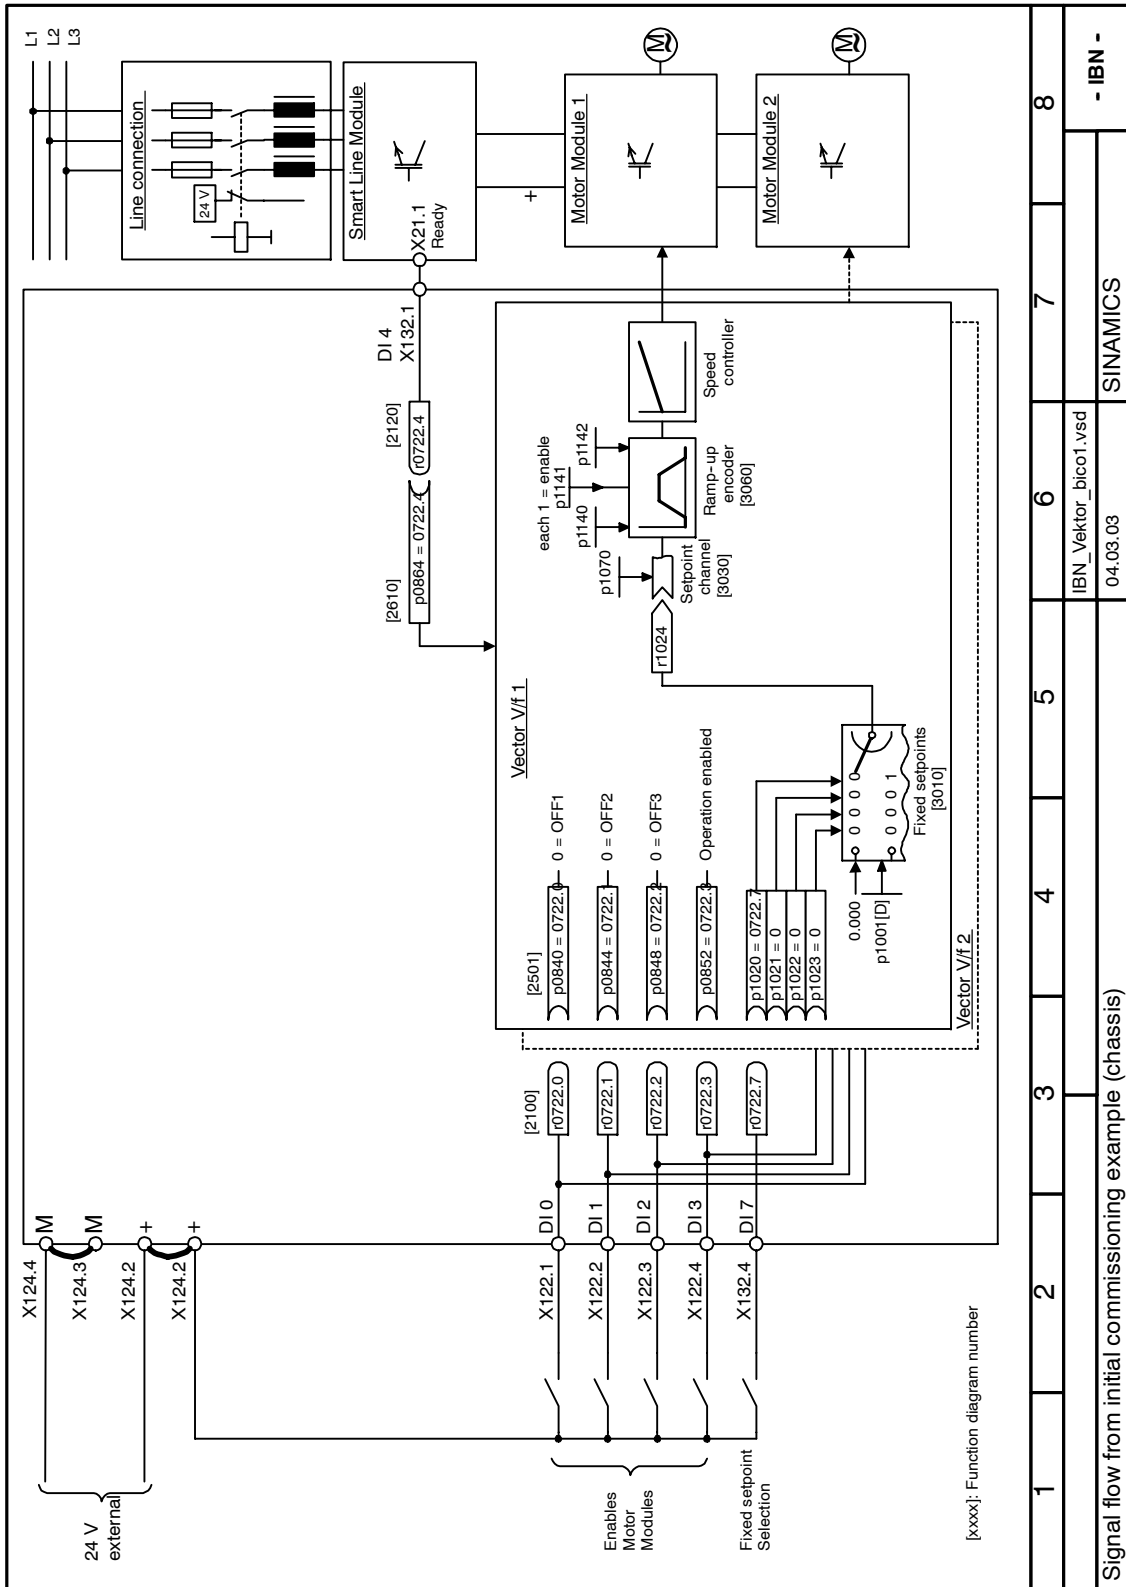 L1
L2
L3
Line connection
24 V
Smart Line Module
X21.1
Ready
+
Motor Module 1
M
Motor Module 2
M
DI 4
X132.1
[2120]
r0722.4
[2610]
p0864 = 0722.4
Vector V/f 1
each 1 = enable
p1070
p1140
p1141
p1142
r1024
Setpoint
channel
[3030]
Ramp-up
encoder
[3060]
Speed
controller
[2501]
p0840 = 0722.0
0 = OFF1
p0844 = 0722.1
0 = OFF2
p0848 = 0722.2
0 = OFF3
p0852 = 0722.3
Operation enabled
p1020 = 0722.7
p1021 = 0
p1022 = 0
p1023 = 0
0.000
p1001[D]
0 0 0 0
0 0 0 1
Fixed setpoints
[3010]
Vector V/f 2
[2100]
r0722.0
r0722.1
r0722.2
r0722.3
r0722.7
24 V
external
X124.4
M
X124.3
M
X124.2
+
X124.2
+
X122.1
DI 0
X122.2
DI 1
X122.3
DI 2
X122.4
DI 3
X132.4
DI 7
Enables
Motor
Modules
Fixed setpoint
Selection
[xxxx]: Function diagram number
1
2
3
4
5
6
7
8
Signal flow from initial commissioning example (chassis)
IBN_Vektor_bico1.vsd
04.03.03
SINAMICS
- IBN -